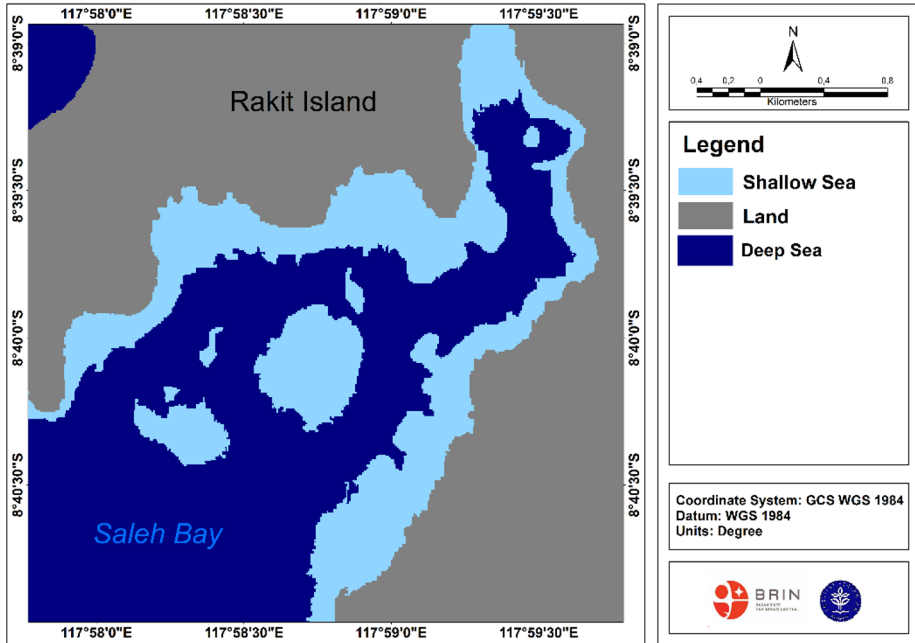 117°58'0"E 117°58'30"E 117°59'0"E 117°59'30"E
8°39'0"S
8°39'30"S
8°40'0"S
8°40'30"S
Rakit Island
Saleh Bay
8°39'0"S
8°39'30"S
8°40'0"S
8°40'30"S
117°58'0"E 117°58'30"E 117°59'0"E 117°59'30"E
N
0,4 0,2 0 0,4 0,8
Kilometers
Legend
Shallow Sea
Land
Deep Sea
Coordinate System: GCS WGS 1984
Datum: WGS 1984
Units: Degree
BRIN